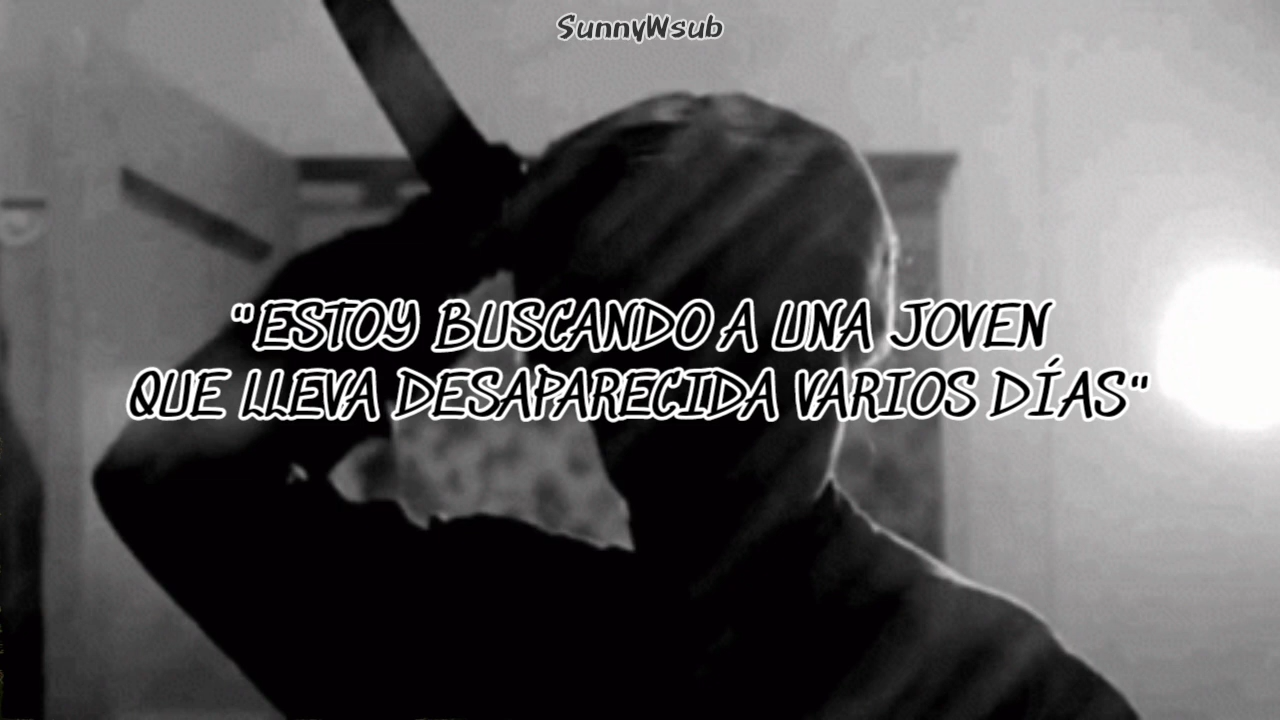 SunnyWsub
"ESTOY BUSCANDO A UNA JOVEN
QUE LLEVA DESAPARECIDA VARIOS DÍAS"